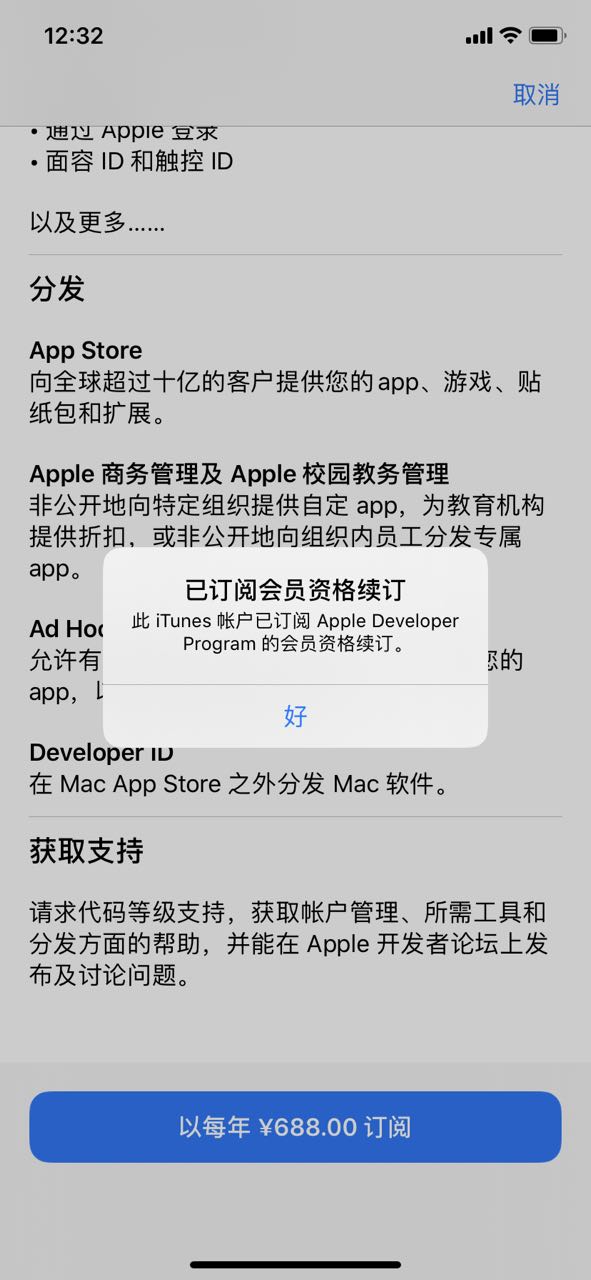 12:32
取消
• 通过 Apple 登录
• 面容 ID 和触控 ID
以及更多......
分发
App Store
向全球超过十亿的客户提供您的app、游戏、贴
纸包和扩展。
Apple 商务管理及 Apple 校园教务管理
非公开地向特定组织提供自定 app，为教育机构
提供折扣，或非公开地向组织内员工分发专属
app。
已订阅会员资格续订
此 iTunes 帐户已订阅 Apple Developer
Program 的会员资格续订。
好
Ad Hoc
允许有
您的
app，以
Developer ID
在 Mac App Store 之外分发 Mac 软件。
获取支持
请求代码等级支持，获取帐户管理、所需工具和
分发方面的帮助，并能在 Apple 开发者论坛上发
布及讨论问题。
以每年 ¥688.00 订阅